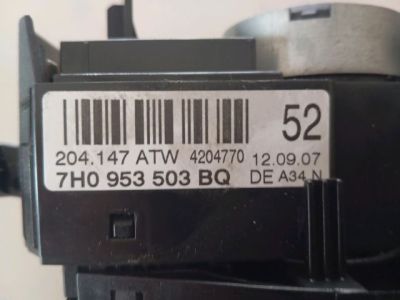 52
204.147 ATW 4204770 12.09.07
7H0 953 503 BQ DE A34 N